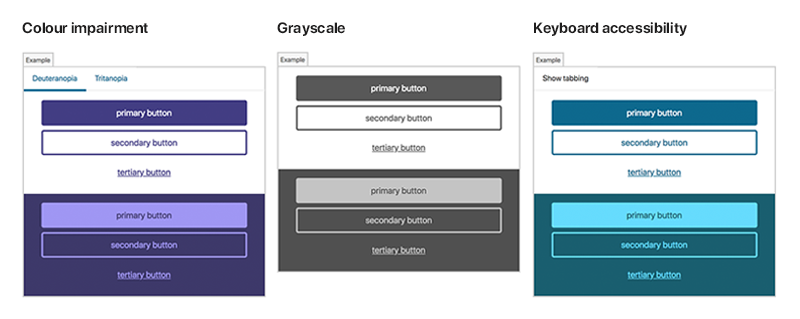 Colour impairment
Example
Deuteranopia Tritanopia
primary button
secondary button
tertiary button
primary button
secondary button
tertiary button
Grayscale
Example
primary button
secondary button
tertiary button
primary button
secondary button
tertiary button
Keyboard accessibility
Example
Show tabbing
primary button
secondary button
tertiary button
primary button
secondary button
tertiary button